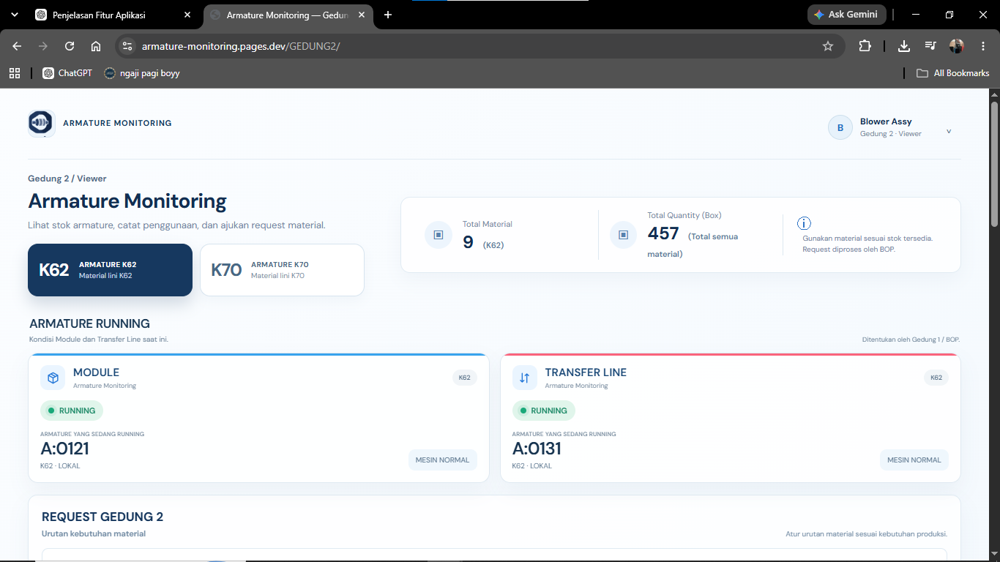 Penjelasan Fitur Aplikasi
Armature Monitoring — Gedun
Ask Gemini
armature-monitoring.pages.dev/GEDUNG2/
ChatGPT
ngaji pagi boyy
All Bookmarks
ARMATURE MONITORING
B
Blower Assy
Gedung 2 · Viewer
Gedung 2 / Viewer
Armature Monitoring
Lihat stok armature, catat penggunaan, dan ajukan request material.
Total Material
9 (K62)
Total Quantity (Box)
457 (Total semua
material)
Gunakan material sesuai stok tersedia.
Request diproses oleh BOP.
K62
ARMATURE K62
Material lini K62
K70
ARMATURE K70
Material lini K70
ARMATURE RUNNING
Kondisi Module dan Transfer Line saat ini.
Ditentukan oleh Gedung 1 / BOP.
MODULE
Armature Monitoring
K62
RUNNING
ARMATURE YANG SEDANG RUNNING
A:0121
K62 · LOKAL
MESIN NORMAL
TRANSFER LINE
Armature Monitoring
K62
RUNNING
ARMATURE YANG SEDANG RUNNING
A:0131
K62 · LOKAL
MESIN NORMAL
REQUEST GEDUNG 2
Urutan kebutuhan material
Atur urutan material sesuai kebutuhan produksi.